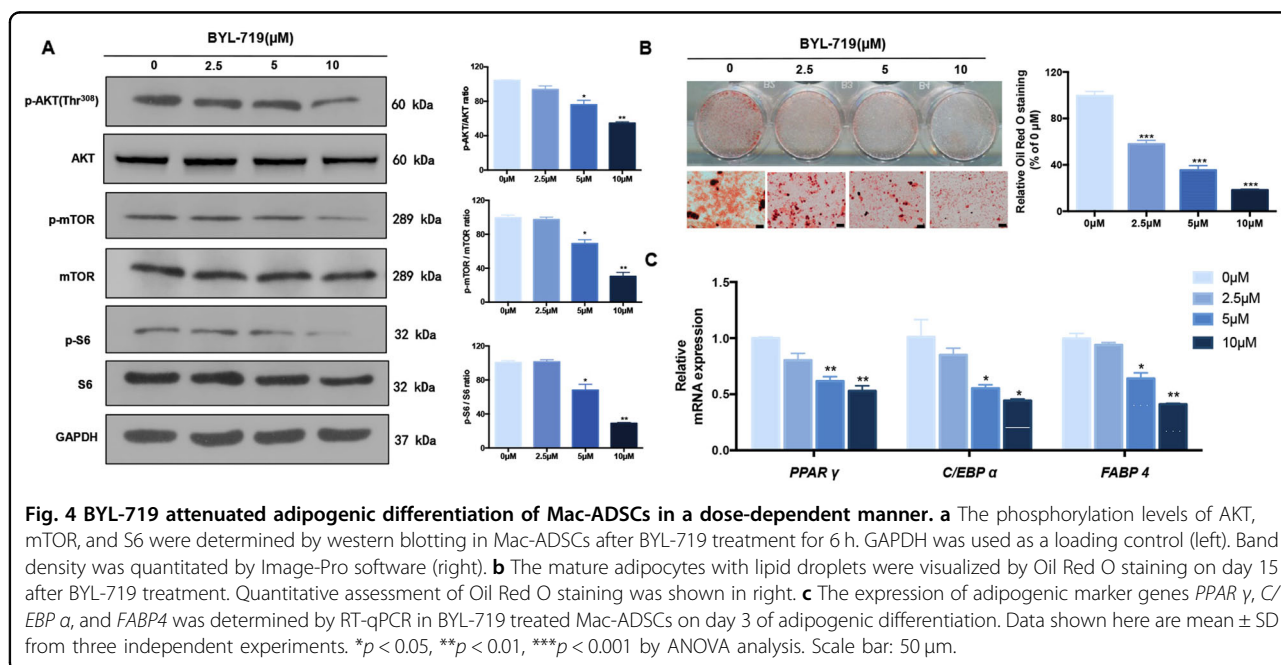 A
BYL-719(μM)
0 2.5 5 10
p-AKT(Thr³⁰⁸) 60 kDa
AKT 60 kDa
p-mTOR 289 kDa
mTOR 289 kDa
p-S6 32 kDa
S6 32 kDa
GAPDH 37 kDa
p-AKT/AKT ratio
120
80
40
0
* **
0μM 2.5μM 5μM 10μM
p-mTOR / mTOR ratio
120
80
40
0
* **
0μM 2.5μM 5μM 10μM
p-S6 / S6 ratio
120
80
40
0
* **
0μM 2.5μM 5μM 10μM
B
BYL-719(μM)
0 2.5 5 10
Relative Oil Red O staining
(% of 0 μM)
120
80
40
0
*** *** ***
0μM 2.5μM 5μM 10μM
C
Relative
mRNA expression
1.5
1.0
0.5
0.0
** ** * * * **
PPAR γ C/EBP α FABP 4
0μM
2.5μM
5μM
10μM
Fig. 4 BYL-719 attenuated adipogenic differentiation of Mac-ADSCs in a dose-dependent manner. a The phosphorylation levels of AKT,
mTOR, and S6 were determined by western blotting in Mac-ADSCs after BYL-719 treatment for 6 h. GAPDH was used as a loading control (left). Band
density was quantitated by Image-Pro software (right). b The mature adipocytes with lipid droplets were visualized by Oil Red O staining on day 15
after BYL-719 treatment. Quantitative assessment of Oil Red O staining was shown in right. c The expression of adipogenic marker genes PPAR γ, C/
EBP α, and FABP4 was determined by RT-qPCR in BYL-719 treated Mac-ADSCs on day 3 of adipogenic differentiation. Data shown here are mean ± SD
from three independent experiments. *p < 0.05, **p < 0.01, ***p < 0.001 by ANOVA analysis. Scale bar: 50 μm.